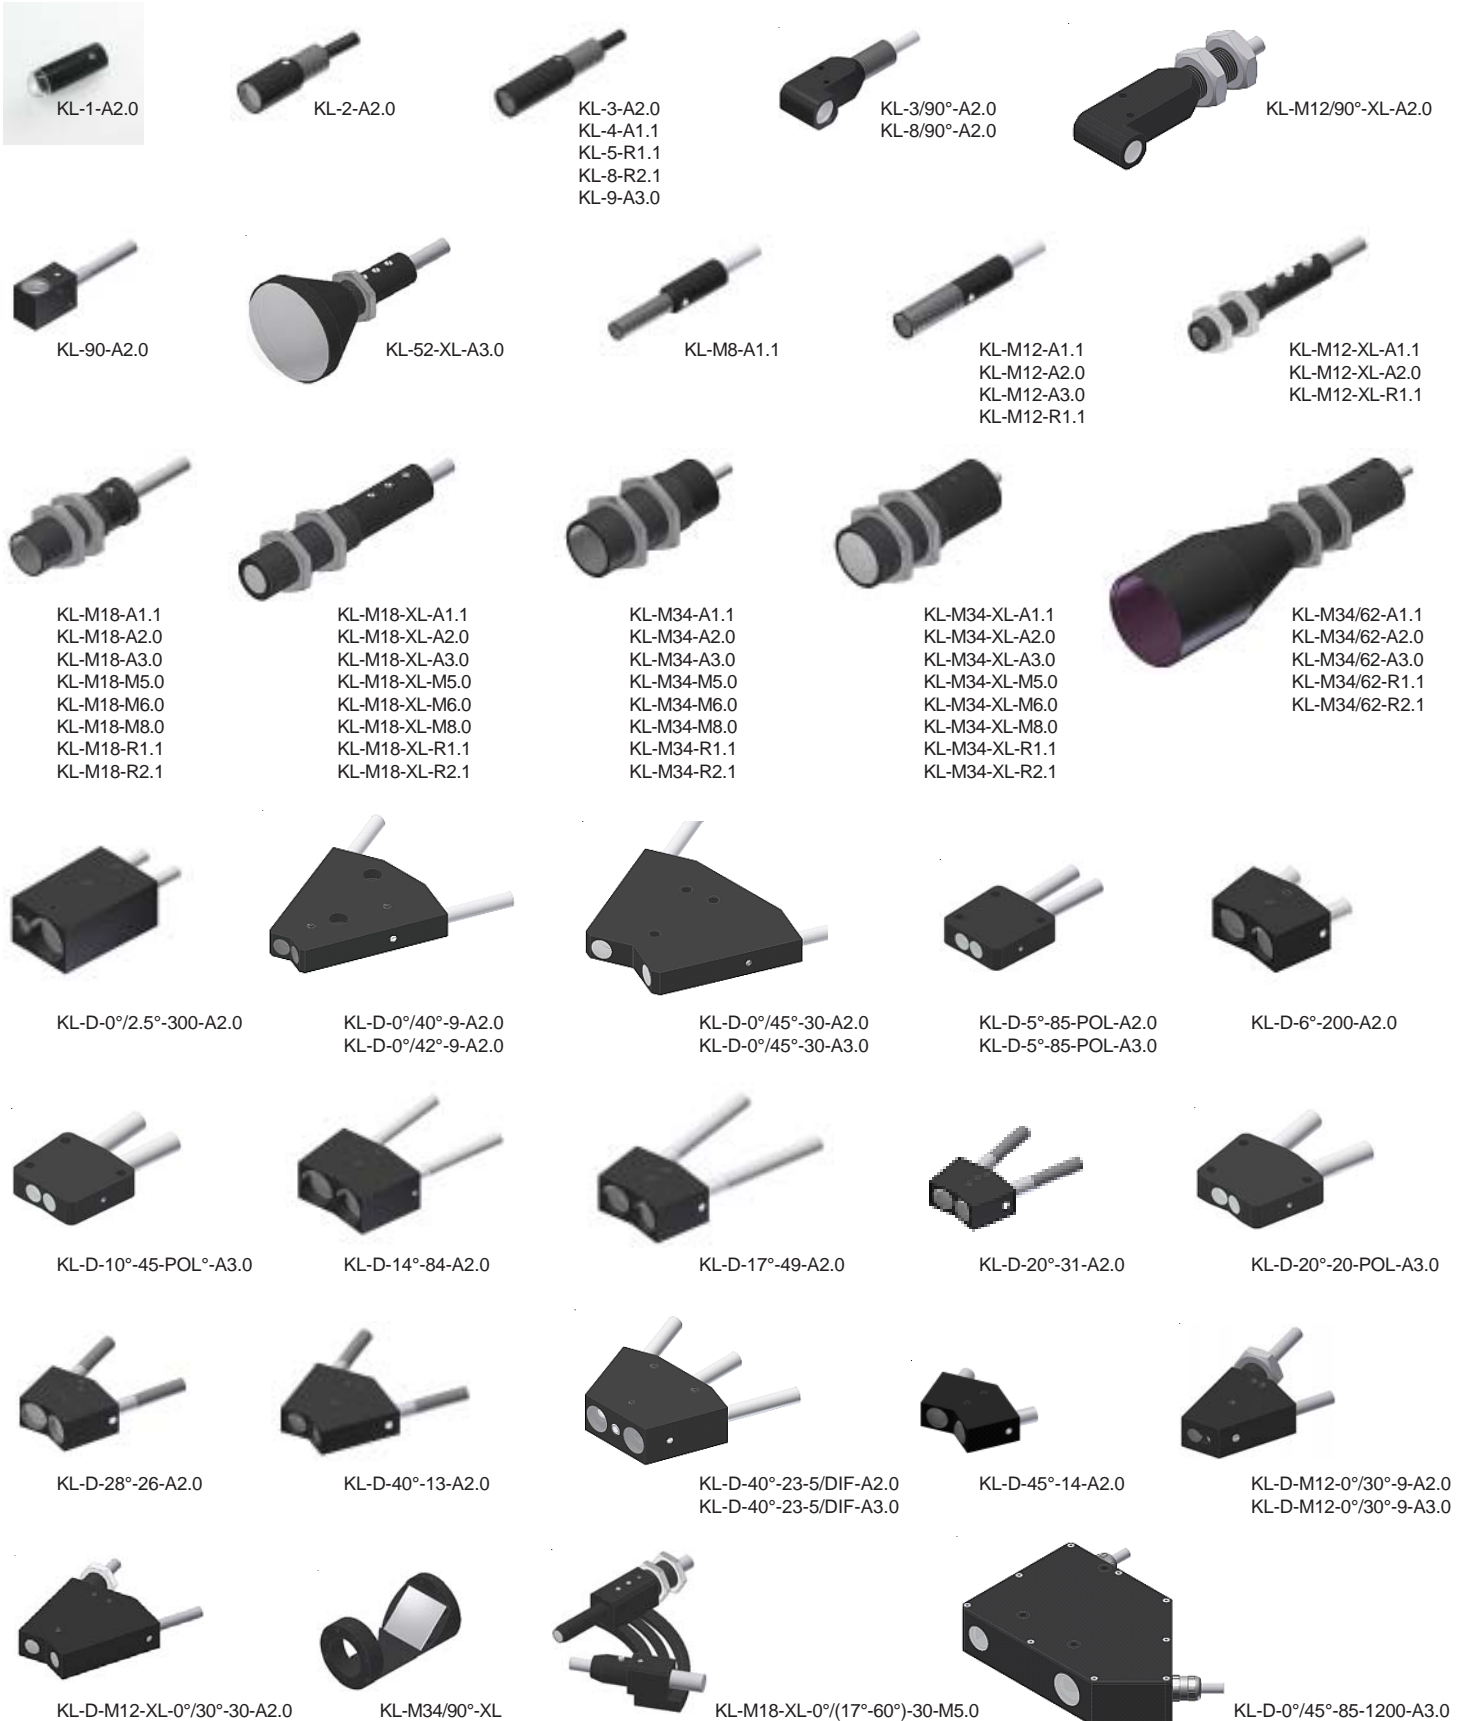 KL-1-A2.0
KL-2-A2.0
KL-3-A2.0
KL-4-A1.1
KL-5-R1.1
KL-8-R2.1
KL-9-A3.0
KL-3/90°-A2.0
KL-8/90°-A2.0
KL-M12/90°-XL-A2.0
KL-90-A2.0
KL-52-XL-A3.0
KL-M8-A1.1
KL-M12-A1.1
KL-M12-A2.0
KL-M12-A3.0
KL-M12-R1.1
KL-M12-XL-A1.1
KL-M12-XL-A2.0
KL-M12-XL-R1.1
KL-M18-A1.1
KL-M18-A2.0
KL-M18-A3.0
KL-M18-M5.0
KL-M18-M6.0
KL-M18-M8.0
KL-M18-R1.1
KL-M18-R2.1
KL-M18-XL-A1.1
KL-M18-XL-A2.0
KL-M18-XL-A3.0
KL-M18-XL-M5.0
KL-M18-XL-M6.0
KL-M18-XL-M8.0
KL-M18-XL-R1.1
KL-M18-XL-R2.1
KL-M34-A1.1
KL-M34-A2.0
KL-M34-A3.0
KL-M34-M5.0
KL-M34-M6.0
KL-M34-M8.0
KL-M34-R1.1
KL-M34-R2.1
KL-M34-XL-A1.1
KL-M34-XL-A2.0
KL-M34-XL-A3.0
KL-M34-XL-M5.0
KL-M34-XL-M6.0
KL-M34-XL-M8.0
KL-M34-XL-R1.1
KL-M34-XL-R2.1
KL-M34/62-A1.1
KL-M34/62-A2.0
KL-M34/62-A3.0
KL-M34/62-R1.1
KL-M34/62-R2.1
KL-D-0°/2.5°-300-A2.0
KL-D-0°/40°-9-A2.0
KL-D-0°/42°-9-A2.0
KL-D-0°/45°-30-A2.0
KL-D-0°/45°-30-A3.0
KL-D-5°-85-POL-A2.0
KL-D-5°-85-POL-A3.0
KL-D-6°-200-A2.0
KL-D-10°-45-POL°-A3.0
KL-D-14°-84-A2.0
KL-D-17°-49-A2.0
KL-D-20°-31-A2.0
KL-D-20°-20-POL-A3.0
KL-D-28°-26-A2.0
KL-D-40°-13-A2.0
KL-D-40°-23-5/DIF-A2.0
KL-D-40°-23-5/DIF-A3.0
KL-D-45°-14-A2.0
KL-D-M12-0°/30°-9-A2.0
KL-D-M12-0°/30°-9-A3.0
KL-D-M12-XL-0°/30°-30-A2.0
KL-M34/90°-XL
KL-M18-XL-0°/(17°-60°)-30-M5.0
KL-D-0°/45°-85-1200-A3.0